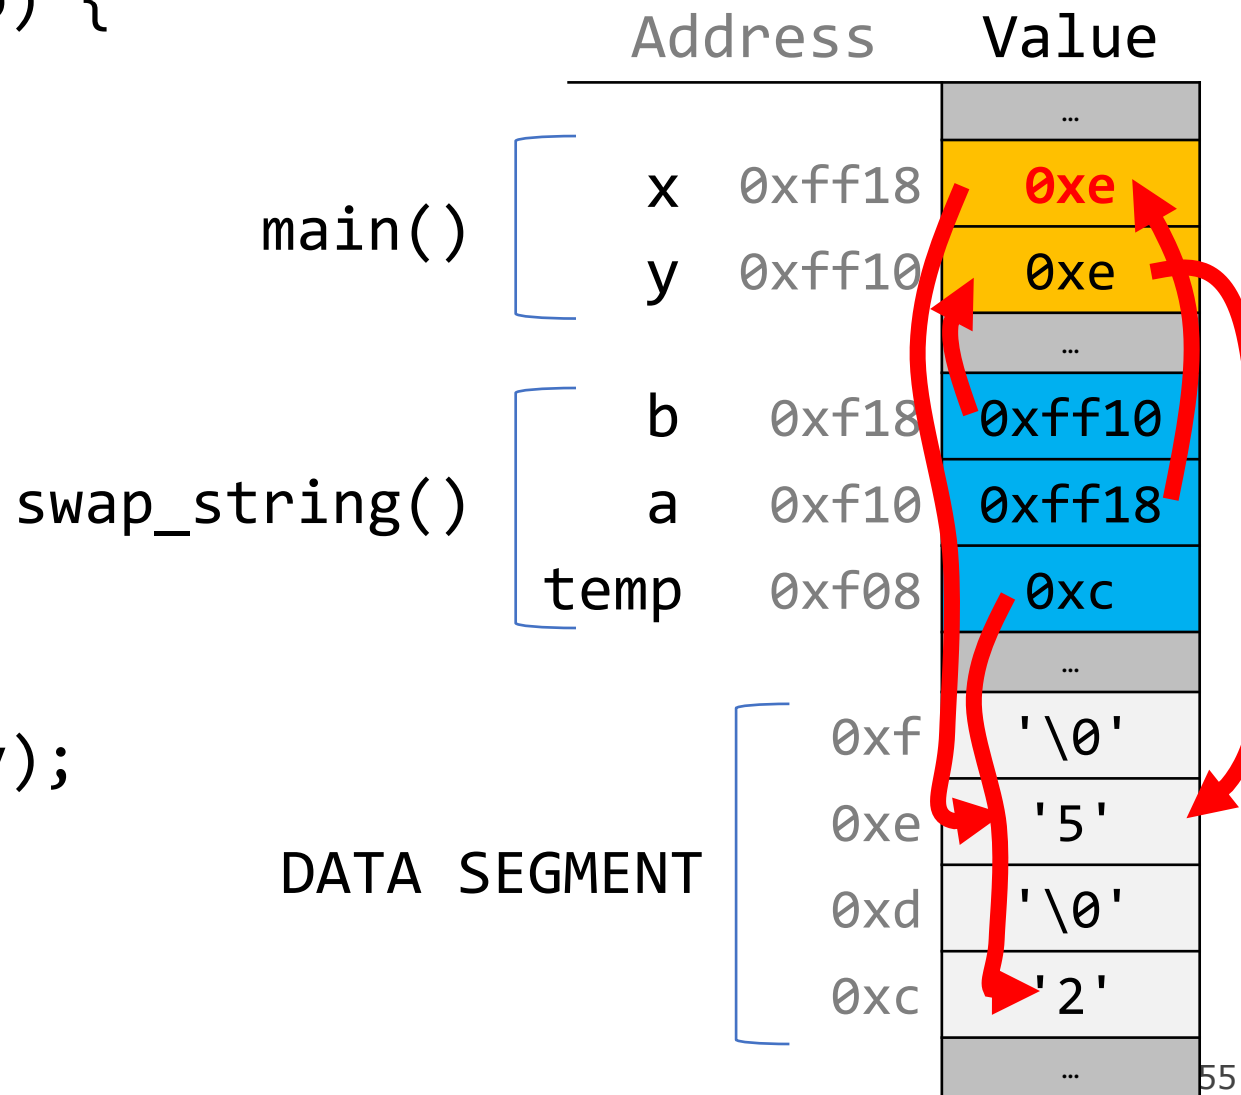 ) {
Address Value
…
x 0xff18 0xe
main()
y 0xff10 0xe
…
b 0xf18 0xff10
swap_string() a 0xf10 0xff18
temp 0xf08 0xc
…
0xf '\0'
);
0xe '5'
DATA SEGMENT
0xd '\0'
0xc '2'
…
55